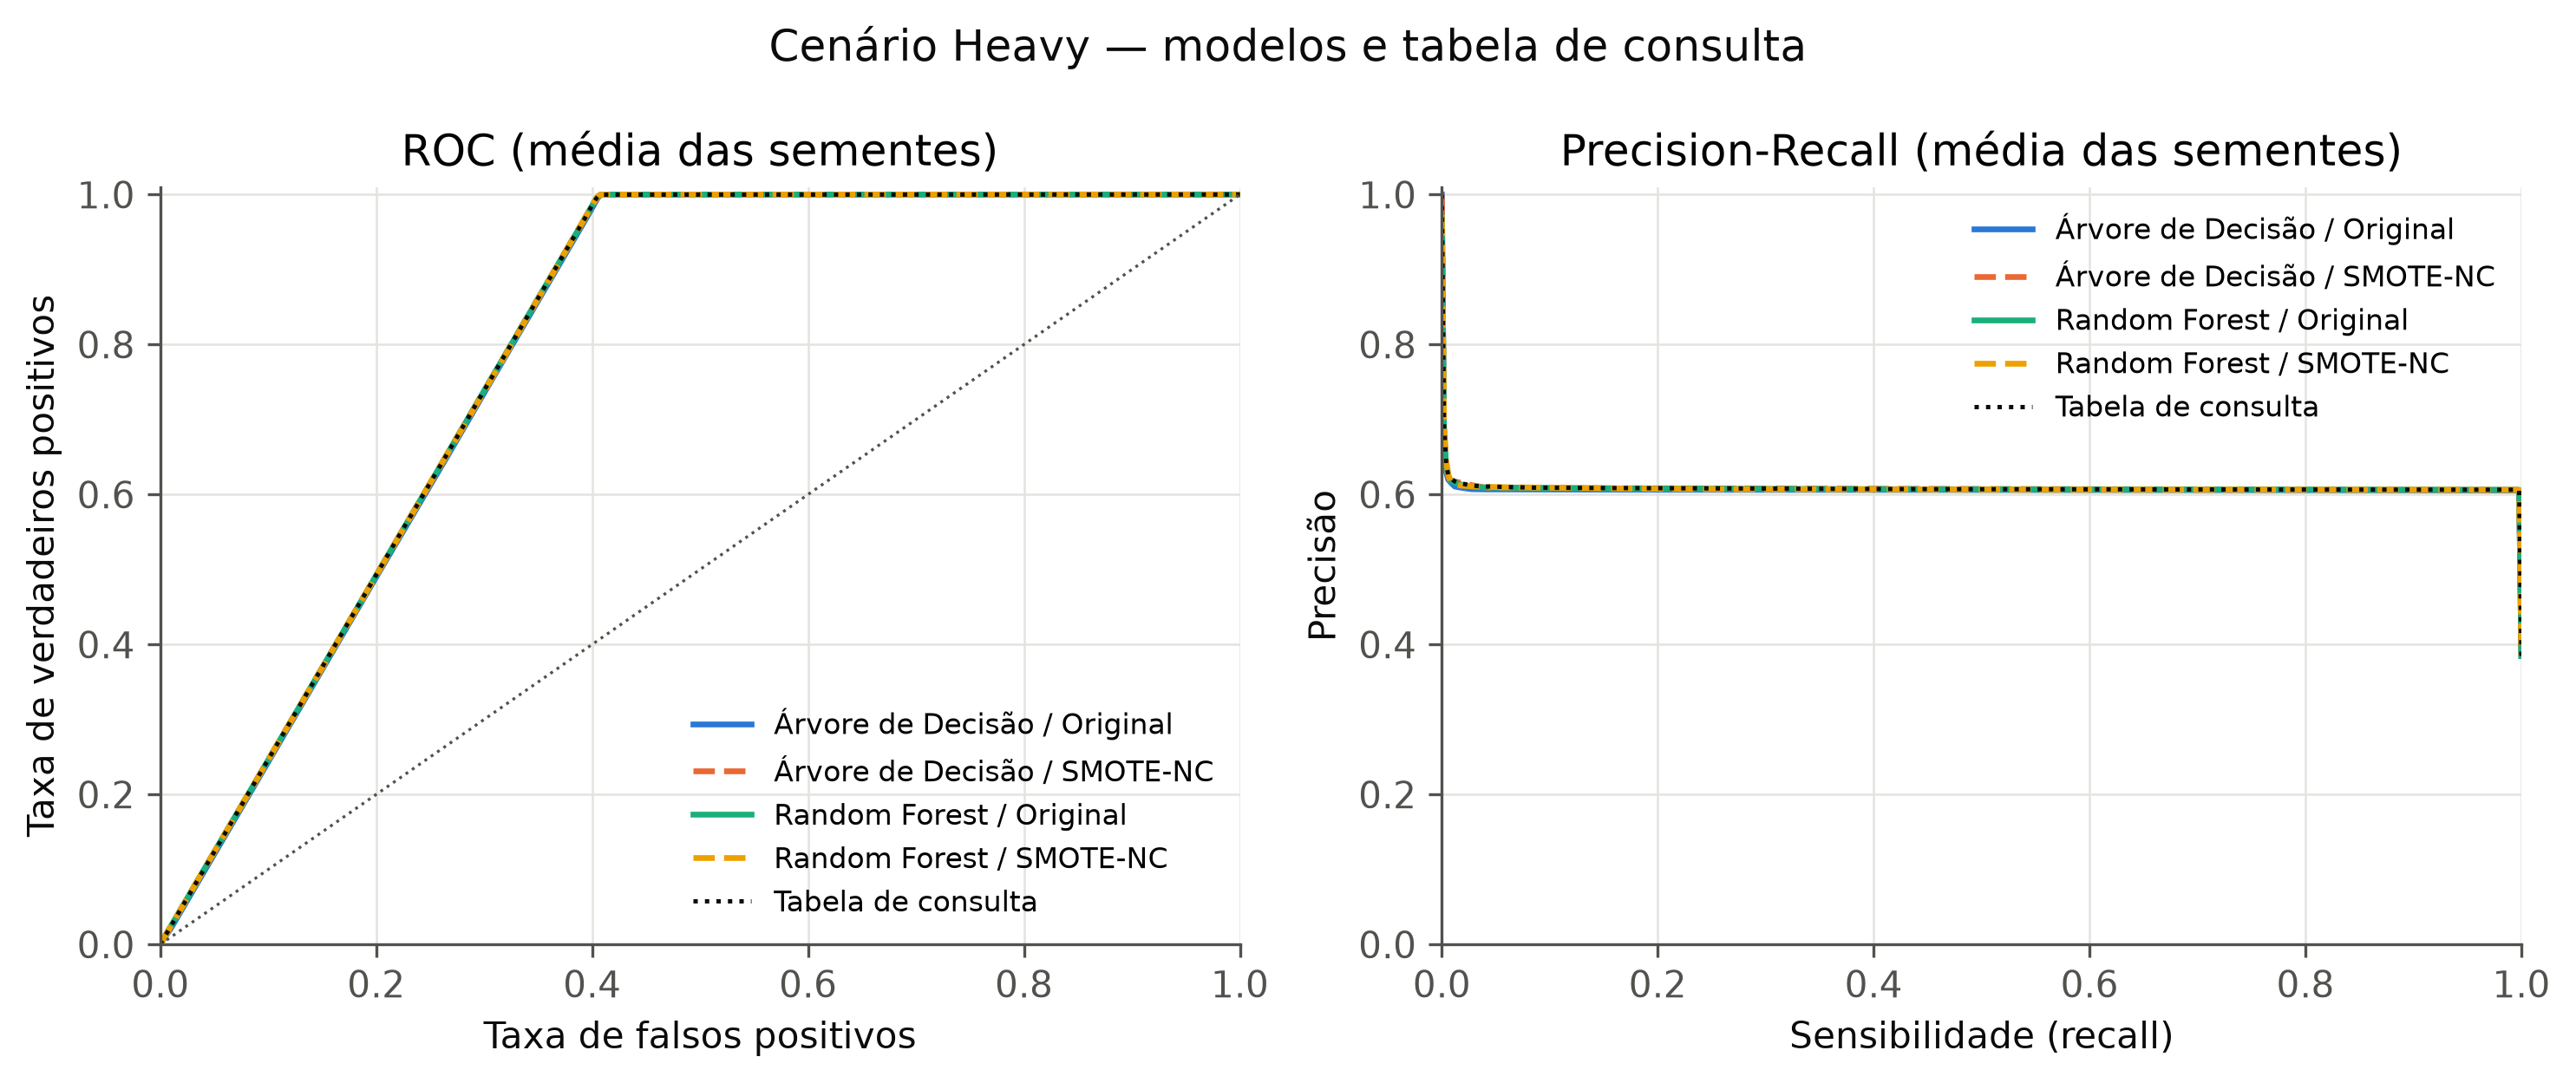 Cenário Heavy — modelos e tabela de consulta
ROC (média das sementes)
Taxa de verdadeiros positivos
1.0
0.8
0.6
0.4
0.2
0.0
Árvore de Decisão / Original
Árvore de Decisão / SMOTE-NC
Random Forest / Original
Random Forest / SMOTE-NC
Tabela de consulta
0.0 0.2 0.4 0.6 0.8 1.0
Taxa de falsos positivos
Precision-Recall (média das sementes)
Precisão
1.0
0.8
0.6
0.4
0.2
0.0
Árvore de Decisão / Original
Árvore de Decisão / SMOTE-NC
Random Forest / Original
Random Forest / SMOTE-NC
Tabela de consulta
0.0 0.2 0.4 0.6 0.8 1.0
Sensibilidade (recall)